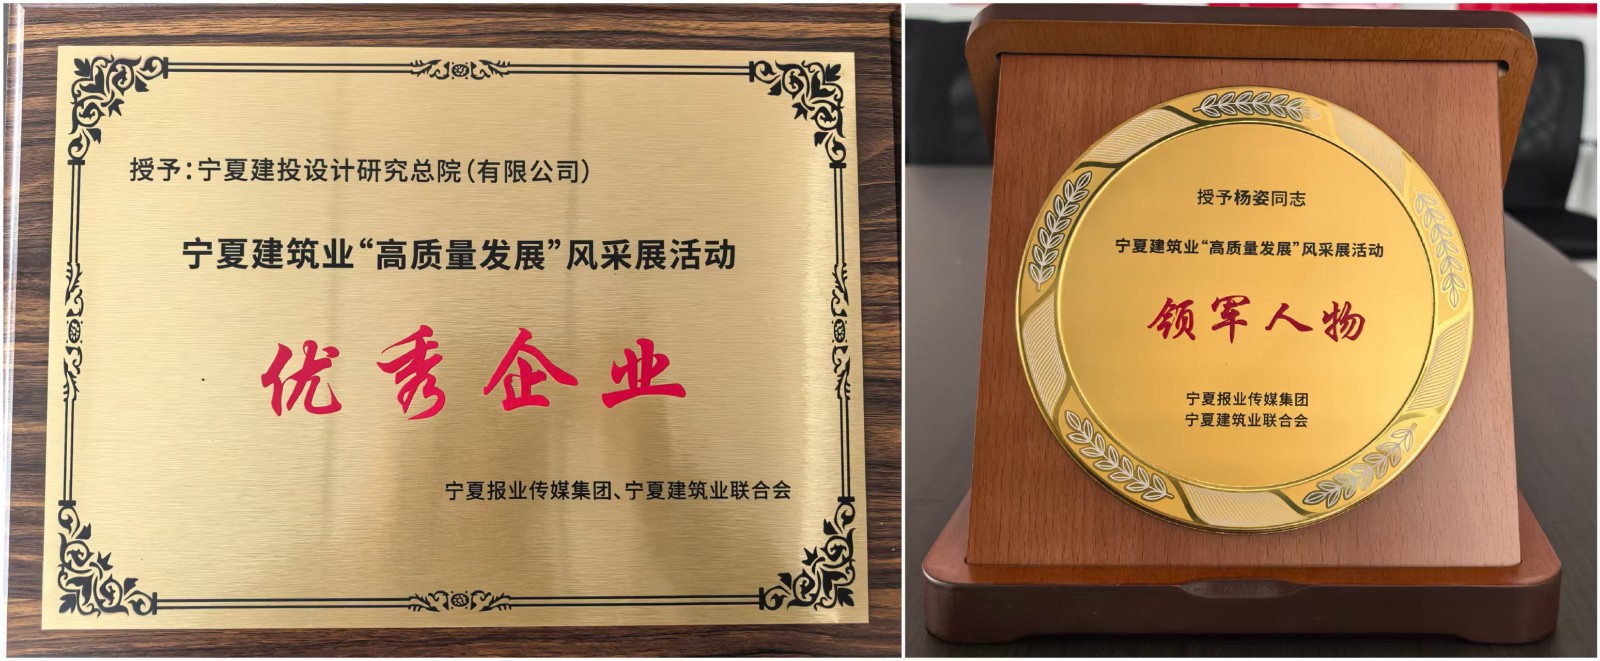 授予：宁夏建投设计研究总院（有限公司）
宁夏建筑业“高质量发展”风采展活动
优秀企业
宁夏报业传媒集团、宁夏建筑业联合会
授予杨姿同志
宁夏建筑业“高质量发展”风采展活动
领军人物
宁夏报业传媒集团
宁夏建筑业联合会